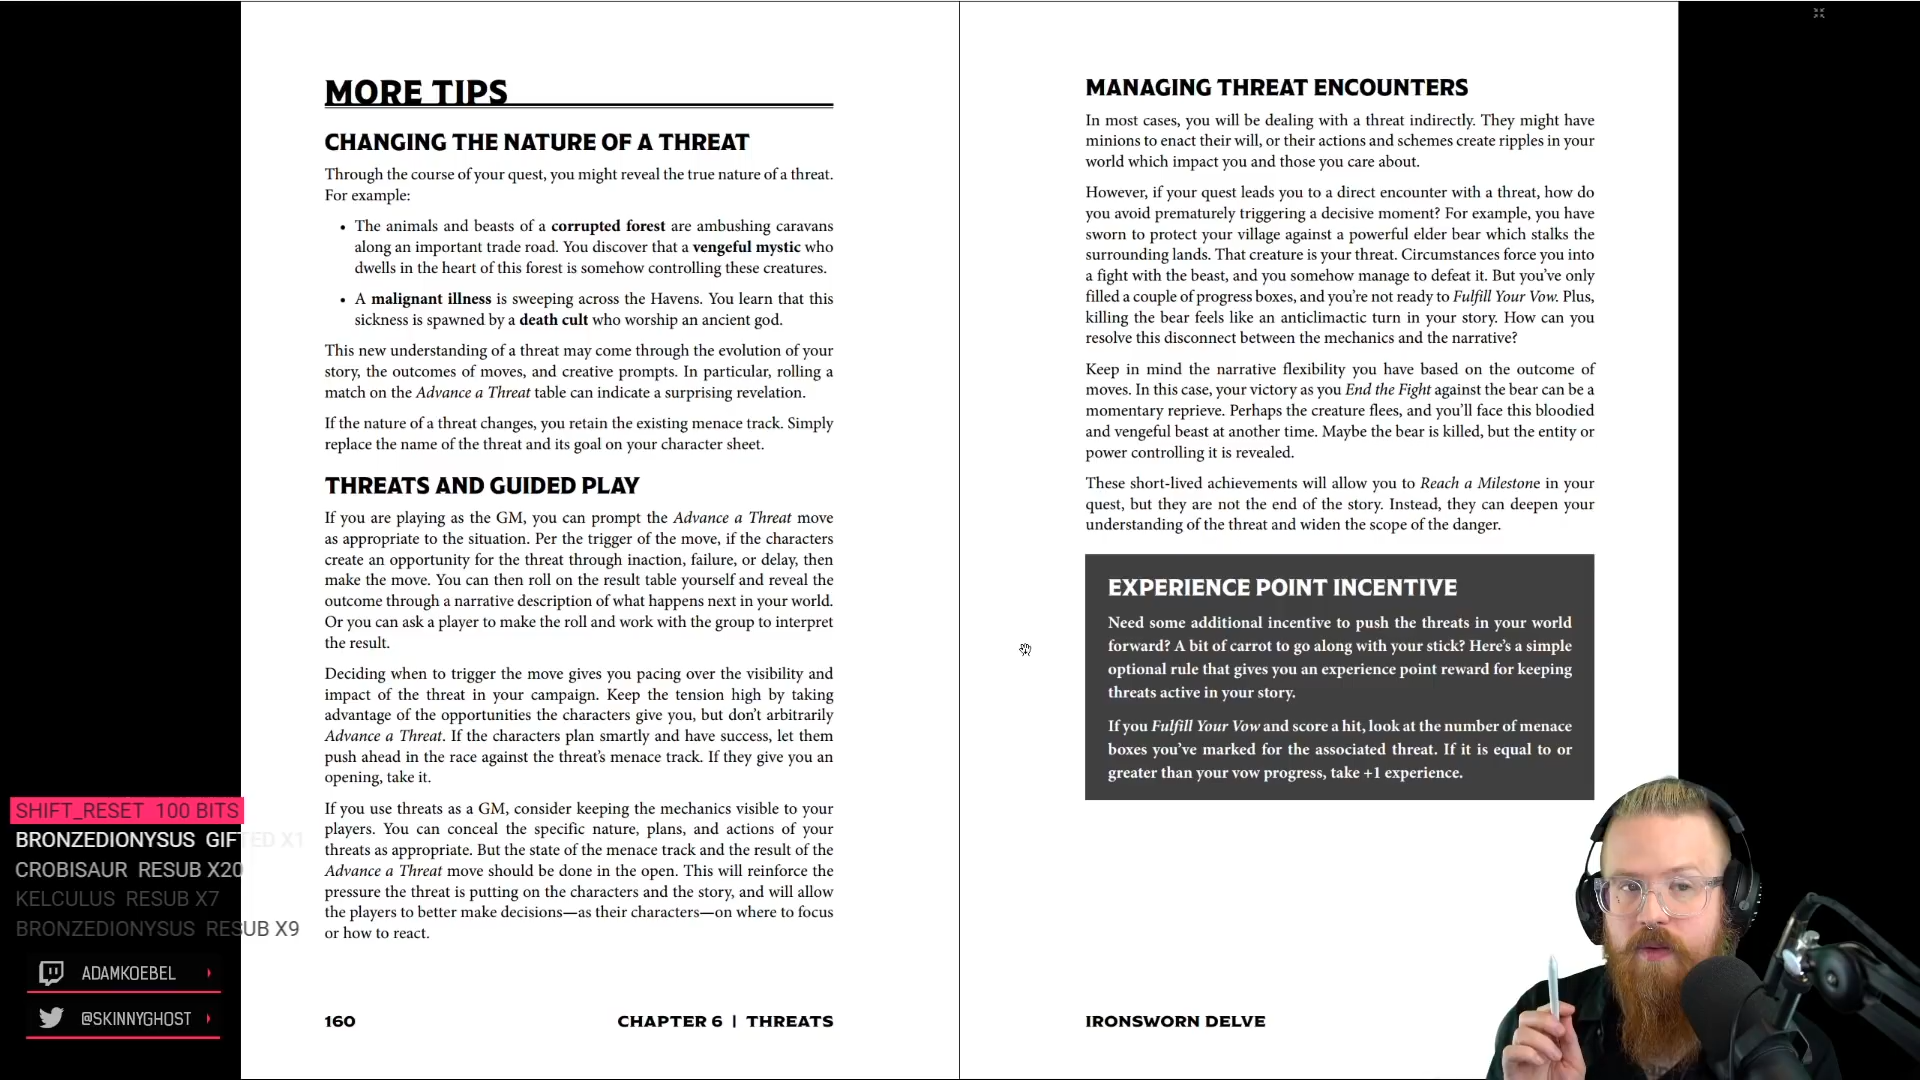 MORE TIPS
CHANGING THE NATURE OF A THREAT
Through the course of your quest, you might reveal the true nature of a threat.
For example:
• The animals and beasts of a corrupted forest are ambushing caravans
along an important trade road. You discover that a vengeful mystic who
dwells in the heart of this forest is somehow controlling these creatures.
• A malignant illness is sweeping across the Havens. You learn that this
sickness is spawned by a death cult who worship an ancient god.
This new understanding of a threat may come through the evolution of your
story, the outcomes of moves, and creative prompts. In particular, rolling a
match on the Advance a Threat table can indicate a surprising revelation.
If the nature of a threat changes, you retain the existing menace track. Simply
replace the name of the threat and its goal on your character sheet.
THREATS AND GUIDED PLAY
If you are playing as the GM, you can prompt the Advance a Threat move
as appropriate to the situation. Per the trigger of the move, if the characters
create an opportunity for the threat through inaction, failure, or delay, then
make the move. You can then roll on the result table yourself and reveal the
outcome through a narrative description of what happens next in your world.
Or you can ask a player to make the roll and work with the group to interpret
the result.
Deciding when to trigger the move gives you pacing over the visibility and
impact of the threat in your campaign. Keep the tension high by taking
advantage of the opportunities the characters give you, but don't arbitrarily
Advance a Threat. If the characters plan smartly and have success, let them
push ahead in the race against the threat's menace track. If they give you an
opening, take it.
If you use threats as a GM, consider keeping the mechanics visible to your
players. You can conceal the specific nature, plans, and actions of your
threats as appropriate. But the state of the menace track and the result of the
Advance a Threat move should be done in the open. This will reinforce the
pressure the threat is putting on the characters and the story, and will allow
the players to better make decisions—as their characters—on where to focus
or how to react.
160
CHAPTER 6 | THREATS
MANAGING THREAT ENCOUNTERS
In most cases, you will be dealing with a threat indirectly. They might have
minions to enact their will, or their actions and schemes create ripples in your
world which impact you and those you care about.
However, if your quest leads you to a direct encounter with a threat, how do
you avoid prematurely triggering a decisive moment? For example, you have
sworn to protect your village against a powerful elder bear which stalks the
surrounding lands. That creature is your threat. Circumstances force you into
a fight with the beast, and you somehow manage to defeat it. But you've only
filled a couple of progress boxes, and you're not ready to Fulfill Your Vow. Plus,
killing the bear feels like an anticlimactic turn in your story. How can you
resolve this disconnect between the mechanics and the narrative?
Keep in mind the narrative flexibility you have based on the outcome of
moves. In this case, your victory as you End the Fight against the bear can be a
momentary reprieve. Perhaps the creature flees, and you'll face this bloodied
and vengeful beast at another time. Maybe the bear is killed, but the entity or
power controlling it is revealed.
These short-lived achievements will allow you to Reach a Milestone in your
quest, but they are not the end of the story. Instead, they can deepen your
understanding of the threat and widen the scope of the danger.
EXPERIENCE POINT INCENTIVE
Need some additional incentive to push the threats in your world
forward? A bit of carrot to go along with your stick? Here's a simple
optional rule that gives you an experience point reward for keeping
threats active in your story.
If you Fulfill Your Vow and score a hit, look at the number of menace
boxes you've marked for the associated threat. If it is equal to or
greater than your vow progress, take +1 experience.
IRONSWORN DELVE
SHIFT_RESET 100 BITS
BRONZEDIONYSUS GIFTED X1
CROBISAUR RESUB X20
KELCULUS RESUB X7
BRONZEDIONYSUS RESUB X9
ADAMKOEBEL
@SKINNYGHOST